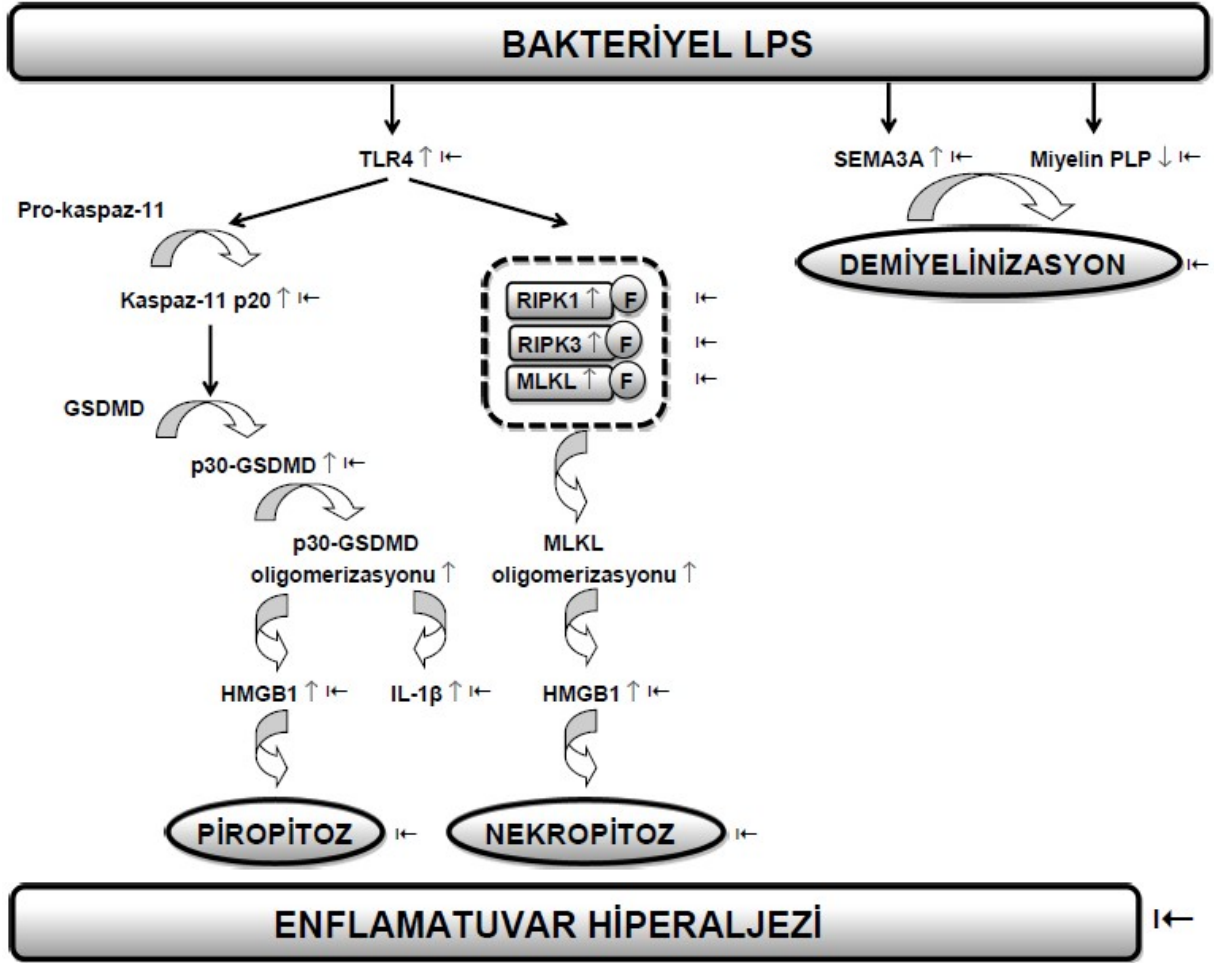 BAKTERİYEL LPS
TLR4 ↑ I←
SEMA3A ↑ I←
Miyelin PLP ↓ I←
Pro-kaspaz-11
DEMİYELİNİZASYON I←
Kaspaz-11 p20 ↑ I←
RIPK1 ↑ F I←
RIPK3 ↑ F I←
MLKL ↑ F I←
GSDMD
p30-GSDMD ↑ I←
p30-GSDMD
oligomerizasyonu ↑
MLKL
oligomerizasyonu ↑
HMGB1 ↑ I←
IL-1β ↑ I←
HMGB1 ↑ I←
PİROPİTOZ I←
NEKROPİTOZ I←
ENFLAMATUVAR HİPERALJEZİ I←